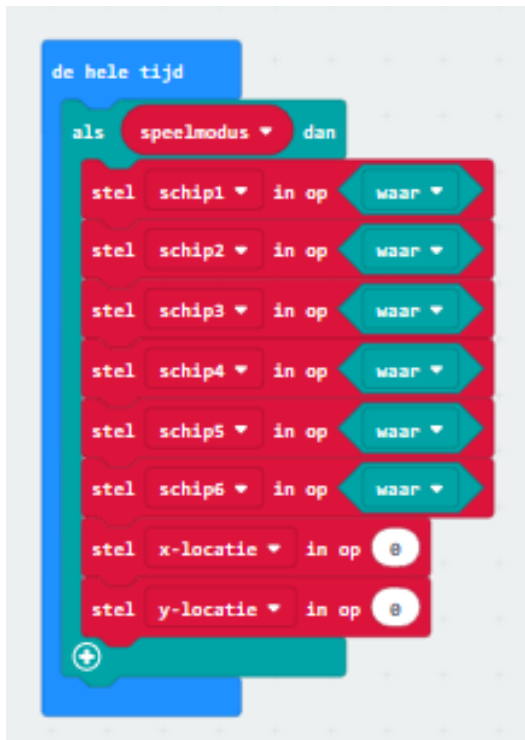 de hele tijd
als speelmodus dan
stel schip1 in op waar
stel schip2 in op waar
stel schip3 in op waar
stel schip4 in op waar
stel schip5 in op waar
stel schip6 in op waar
stel x-locatie in op 0
stel y-locatie in op 0